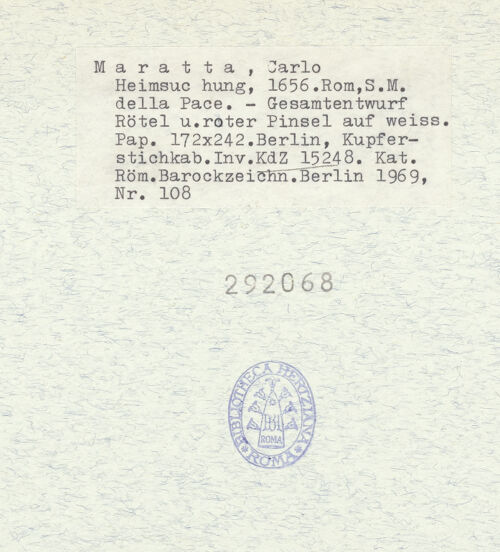 M a r a t t a , Carlo
Heimsuc hung, 1656.Rom,S.M.
della Pace. - Gesamtentwurf
Rötel u.roter Pinsel auf weiss.
Pap. 172x242.Berlin, Kupfer-
stichkab.Inv.KdZ 15248. Kat.
Röm.Barockzeichn.Berlin 1969,
Nr. 108
292068
BIBLIOTHECA HERTZIANA
ROMA
* ROMA *